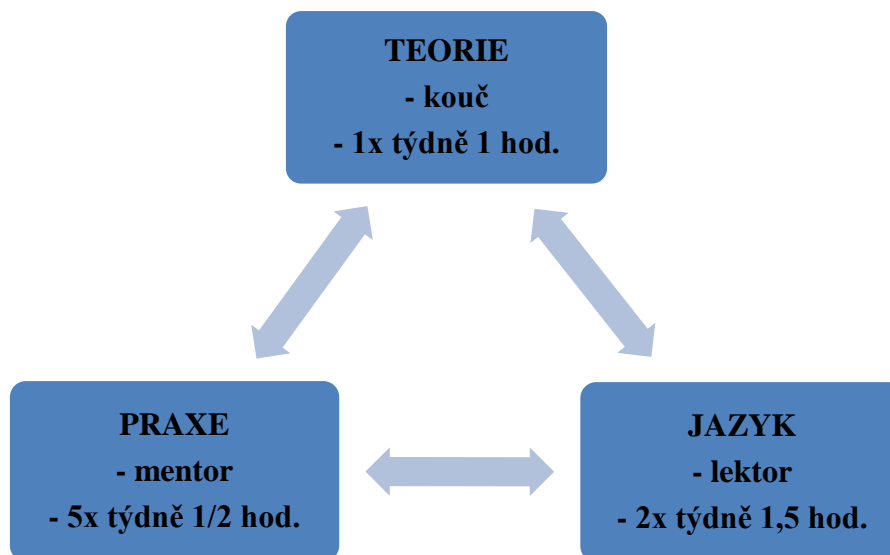 TEORIE
- kouč
- 1x týdně 1 hod.
PRAXE
- mentor
- 5x týdně 1/2 hod.
JAZYK
- lektor
- 2x týdně 1,5 hod.